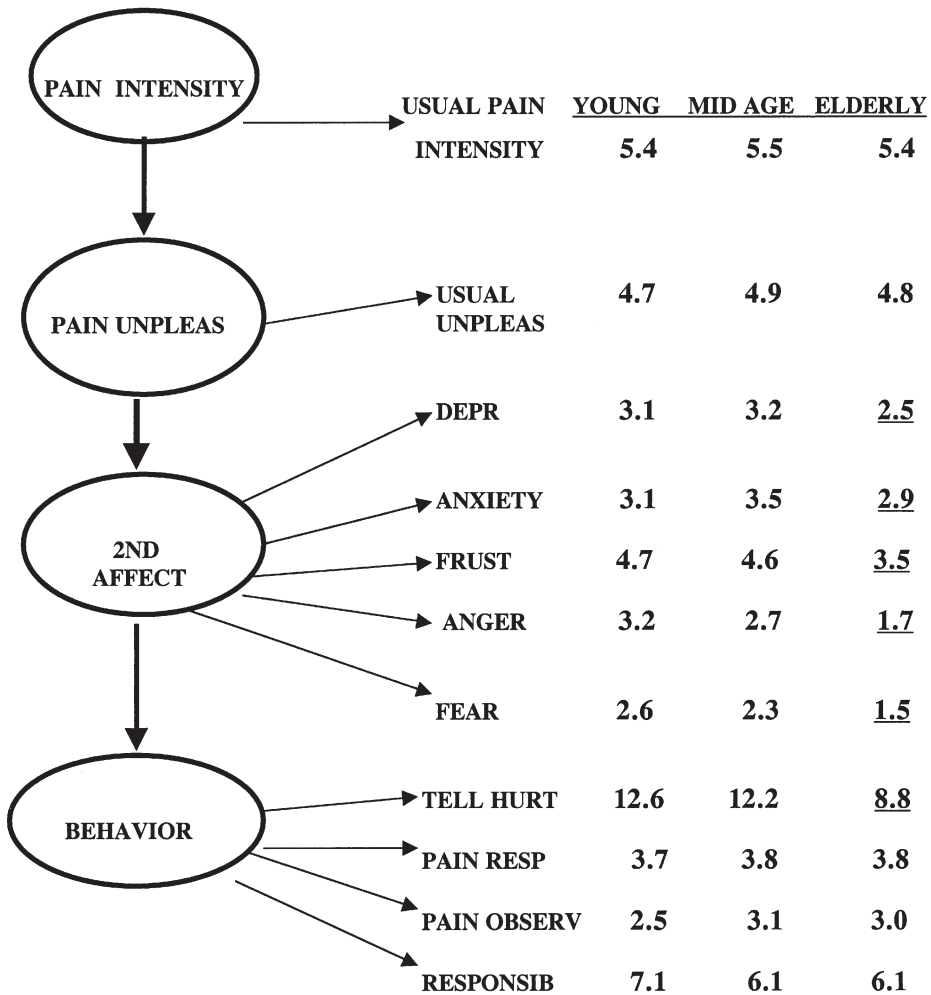 PAIN INTENSITY
USUAL PAIN YOUNG MID AGE ELDERLY
INTENSITY 5.4 5.5 5.4
PAIN UNPLEAS
USUAL 4.7 4.9 4.8
UNPLEAS
DEPR 3.1 3.2 2.5
2ND
AFFECT
ANXIETY 3.1 3.5 2.9
FRUST 4.7 4.6 3.5
ANGER 3.2 2.7 1.7
FEAR 2.6 2.3 1.5
BEHAVIOR
TELL HURT 12.6 12.2 8.8
PAIN RESP 3.7 3.8 3.8
PAIN OBSERV 2.5 3.1 3.0
RESPONSIB 7.1 6.1 6.1